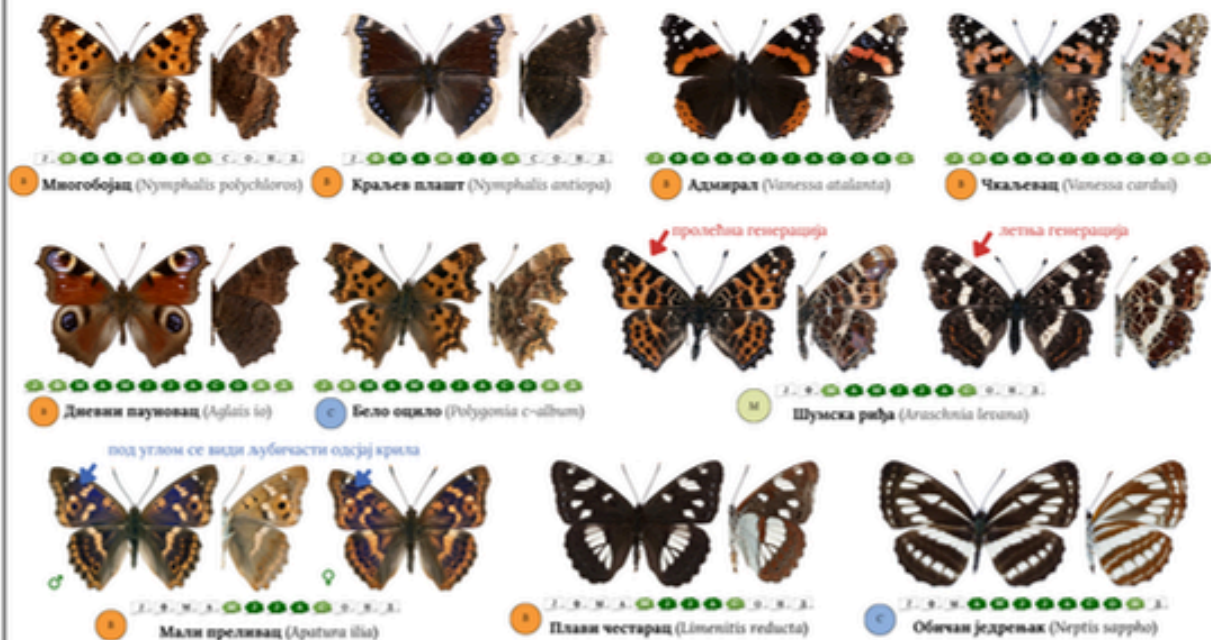 В Многобојац (Nymphalis polychloros)
В Краљев плашт (Nymphalis antiopa)
В Адмирал (Vanessa atalanta)
В Чкаљевац (Vanessa cardui)
пролећна генерација
летња генерација
В Дневни пауновац (Aglais io)
С Бело оцило (Polygonia c-album)
М Шумска риђа (Araschnia levana)
под углом се види љубичасти одсјај крила
♂
♀
В Мали преливац (Apatura ilia)
В Плави честарац (Limenitis reducta)
С Обичан једрењак (Neptis sappho)